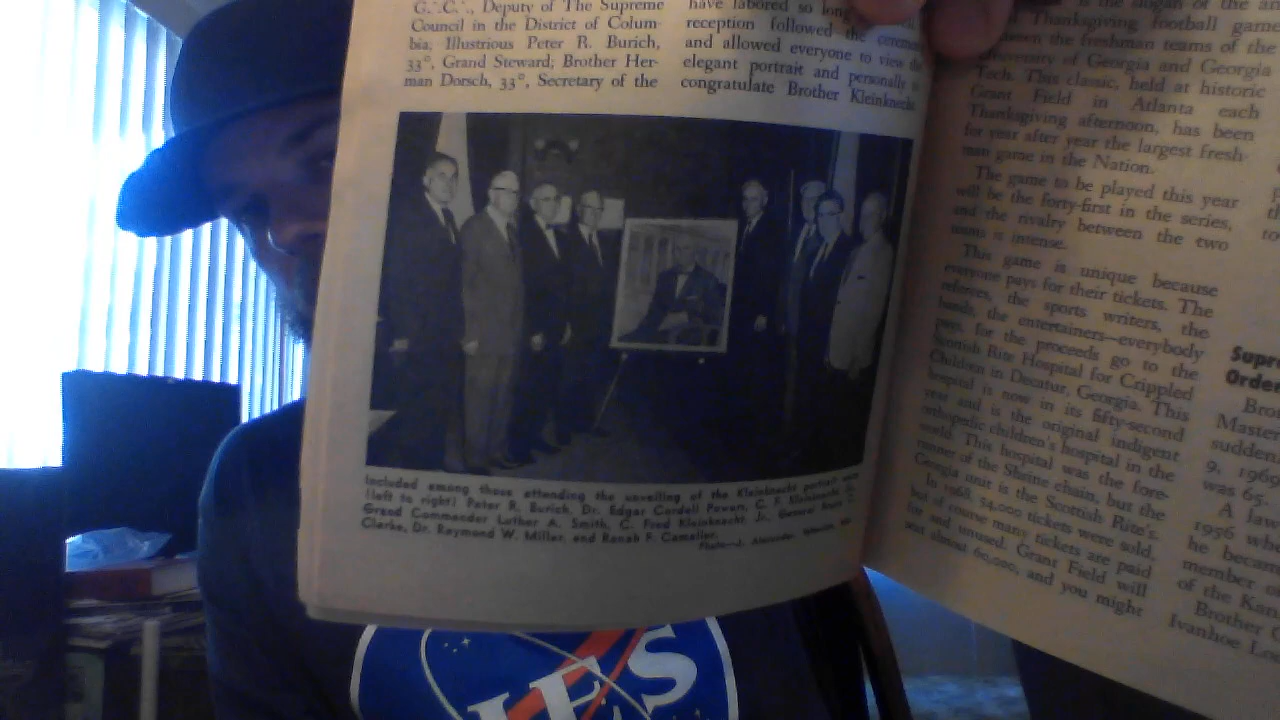 G∴C∴, Deputy of The Supreme
Council in the District of Colum-
bia, Illustrious Peter R. Burich,
33°, Grand Steward; Brother Her-
man Dorsch, 33°, Secretary of the
have labored so long
reception followed the
and allowed everyone to view the
elegant portrait and personally
congratulate Brother Kleinknecht
Included among those attending the unveiling of the Kleinknecht portrait
(left to right) Peter R. Burich, Dr. Edgar Cordell Powers, C. F. Kleinknecht,
Grand Commander Luther A. Smith, C. Fred Kleinknecht, Jr., General
Clarke, Dr. Raymond W. Miller, and Renah F. Camalier.
is the slogan of the
Thanksgiving football game
the freshman teams of the
University of Georgia and Georgia
Tech. This classic, held at historic
Grant Field in Atlanta each
Thanksgiving afternoon, has been
for year after year the largest fresh-
man game in the Nation.
The game to be played this year
will be the forty-first in the series,
and the rivalry between the two
teams is intense.
This game is unique because
everyone pays for their tickets. The
referees, the sports writers, the
bands, the entertainers—everybody
pays, for the proceeds go to the
Scottish Rite Hospital for Crippled
Children in Decatur, Georgia. This
hospital is now in its fifty-second
year and is the original indigent
orthopedic children's hospital in the
world. This hospital was the fore-
runner of the Shrine chain, but the
Georgia unit is the Scottish Rite's.
In 1968, 54,000 tickets were sold,
but of course many tickets are paid
for and unused. Grant Field will
seat almost 60,000, and you might
Supre
Order
Bro
Master
sudden
9, 1969
was 65.
A law
1956 whe
he becam
member o
of the Kan
Brother
Ivanhoe Lo
IES